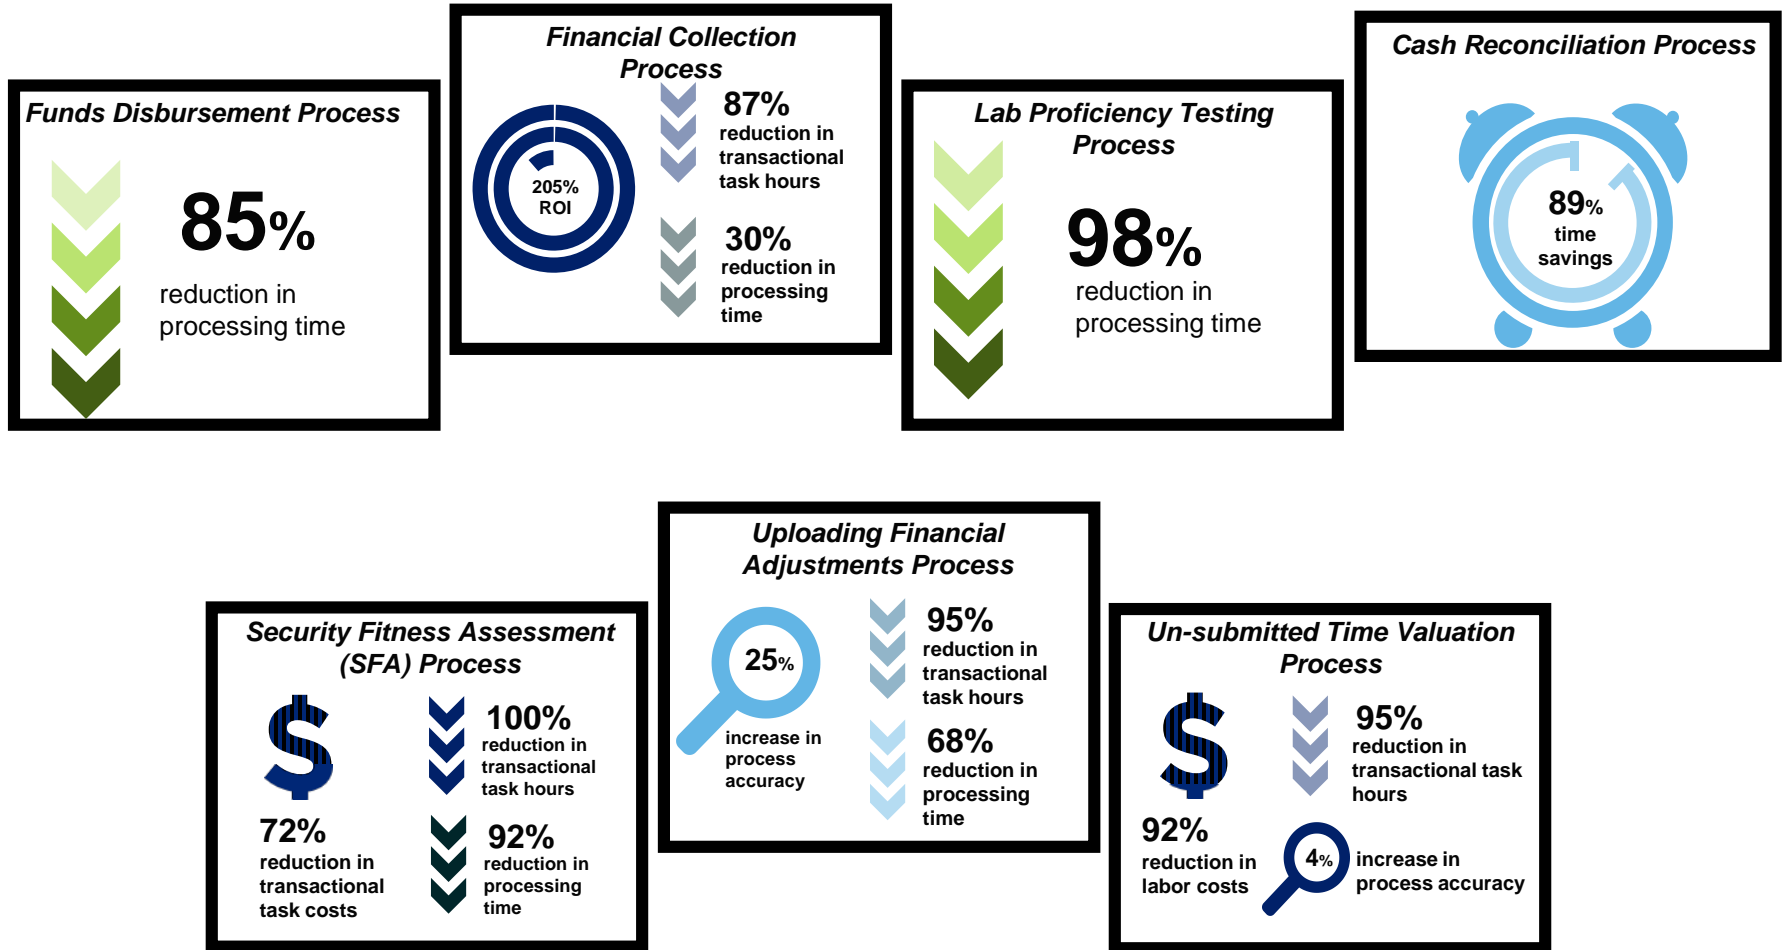 Funds Disbursement Process
85%
reduction in
processing time
Financial Collection
Process
205%
ROI
87%
reduction in
transactional
task hours
30%
reduction in
processing
time
Lab Proficiency Testing
Process
98%
reduction in
processing time
Cash Reconciliation Process
89%
time
savings
Security Fitness Assessment
(SFA) Process
72%
reduction in
transactional
task costs
100%
reduction in
transactional
task hours
92%
reduction in
processing
time
Uploading Financial
Adjustments Process
25%
increase in
process
accuracy
95%
reduction in
transactional
task hours
68%
reduction in
processing
time
Un-submitted Time Valuation
Process
92%
reduction in
labor costs
95%
reduction in
transactional task
hours
4%
increase in
process accuracy